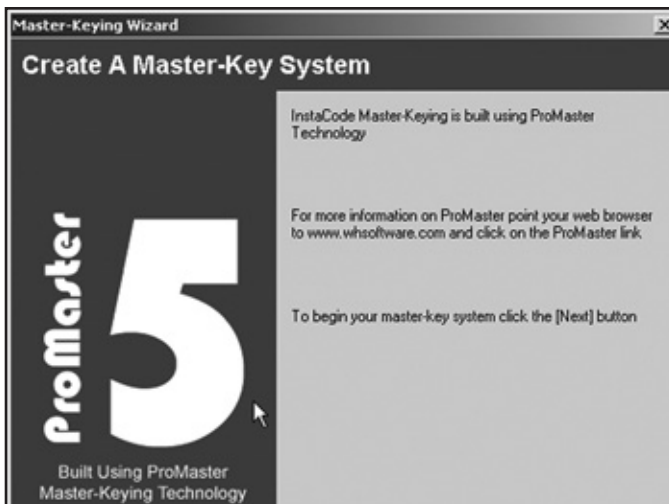 Master-Keying Wizard
Create A Master-Key System
InstaCode Master-Keying is built using ProMaster
Technology
For more information on ProMaster point your web browser
to www.whsoftware.com and click on the ProMaster link
To begin your master-key system click the [Next] button
ProMaster
5
Built Using ProMaster
Master-Keying Technology